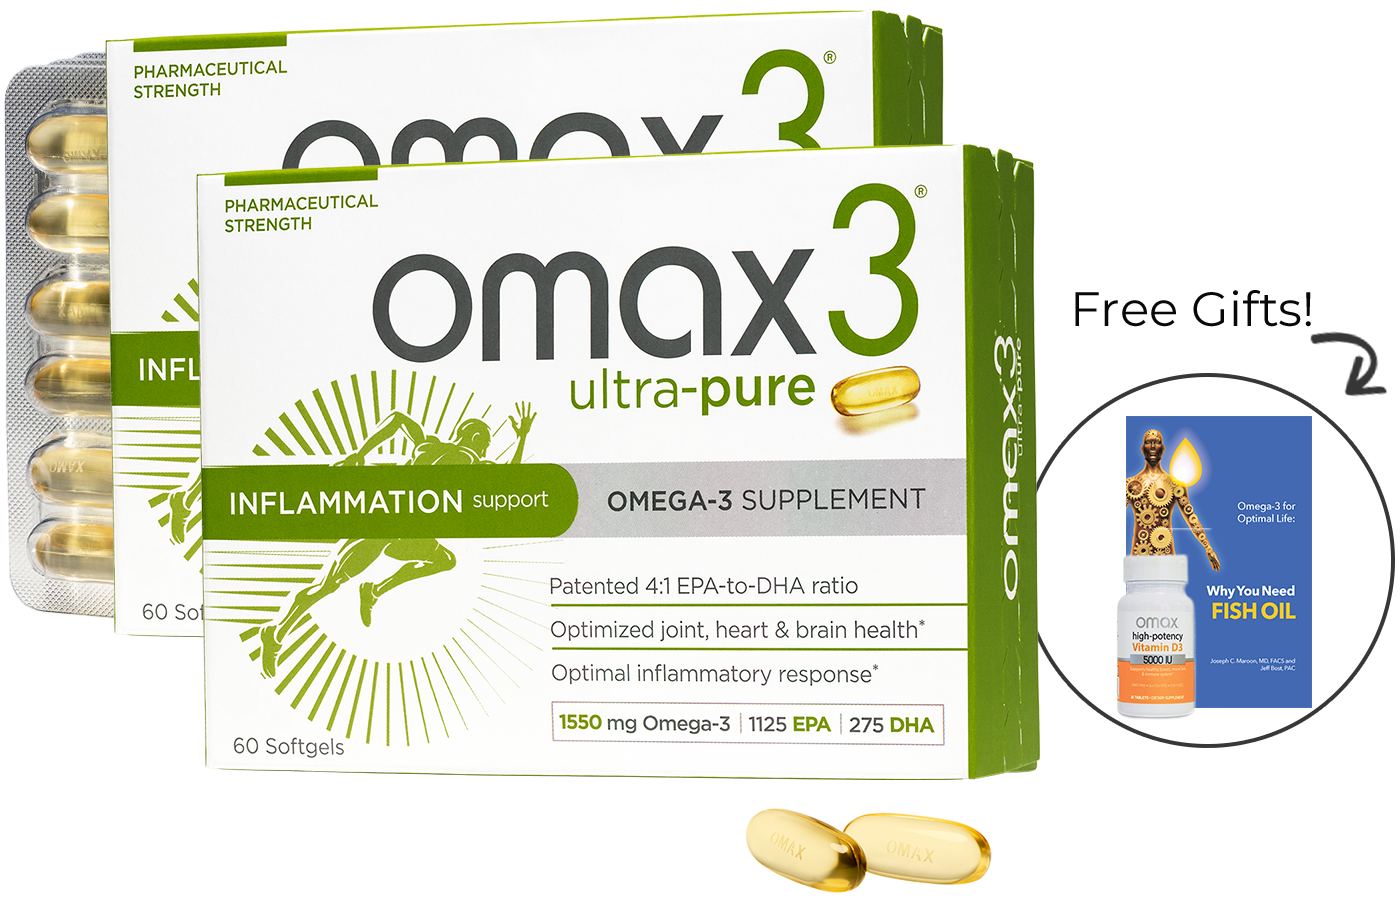 PHARMACEUTICAL
STRENGTH
omax3®
INFL
60 Sof
PHARMACEUTICAL
STRENGTH
omax3®
ultra-pure
OMAX
INFLAMMATION support
OMEGA-3 SUPPLEMENT
Patented 4:1 EPA-to-DHA ratio
Optimized joint, heart & brain health*
Optimal inflammatory response*
1550 mg Omega-3 | 1125 EPA | 275 DHA
60 Softgels
omax3®
ultra-pure
OMAX
OMAX
Free Gifts!
Omega-3 for
Optimal Life:
Why You Need
FISH OIL
Joseph C. Maroon, MD, FACS and
Jeff Bost, PAC
omax
high-potency
Vitamin D3
5000 IU